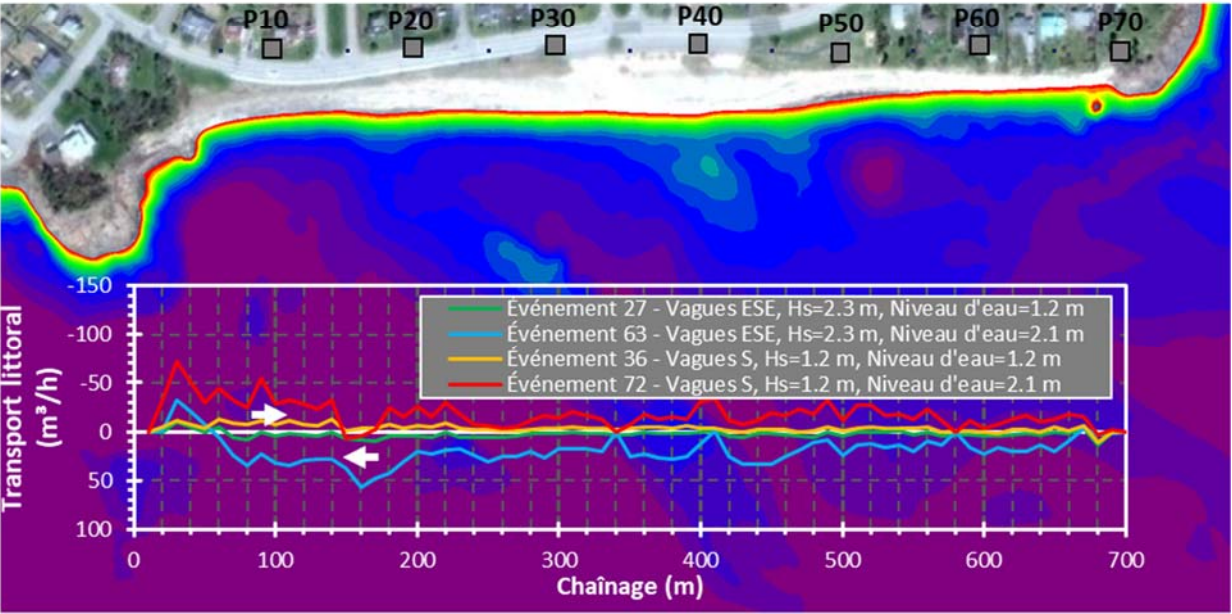 P10 P20 P30 P40 P50 P60 P70
Transport littoral
(m³/h)
-150
-100
-50
0
50
100
Événement 27 - Vagues ESE, Hs=2.3 m, Niveau d'eau=1.2 m
Événement 63 - Vagues ESE, Hs=2.3 m, Niveau d'eau=2.1 m
Événement 36 - Vagues S, Hs=1.2 m, Niveau d'eau=1.2 m
Événement 72 - Vagues S, Hs=1.2 m, Niveau d'eau=2.1 m
0 100 200 300 400 500 600 700
Chaînage (m)